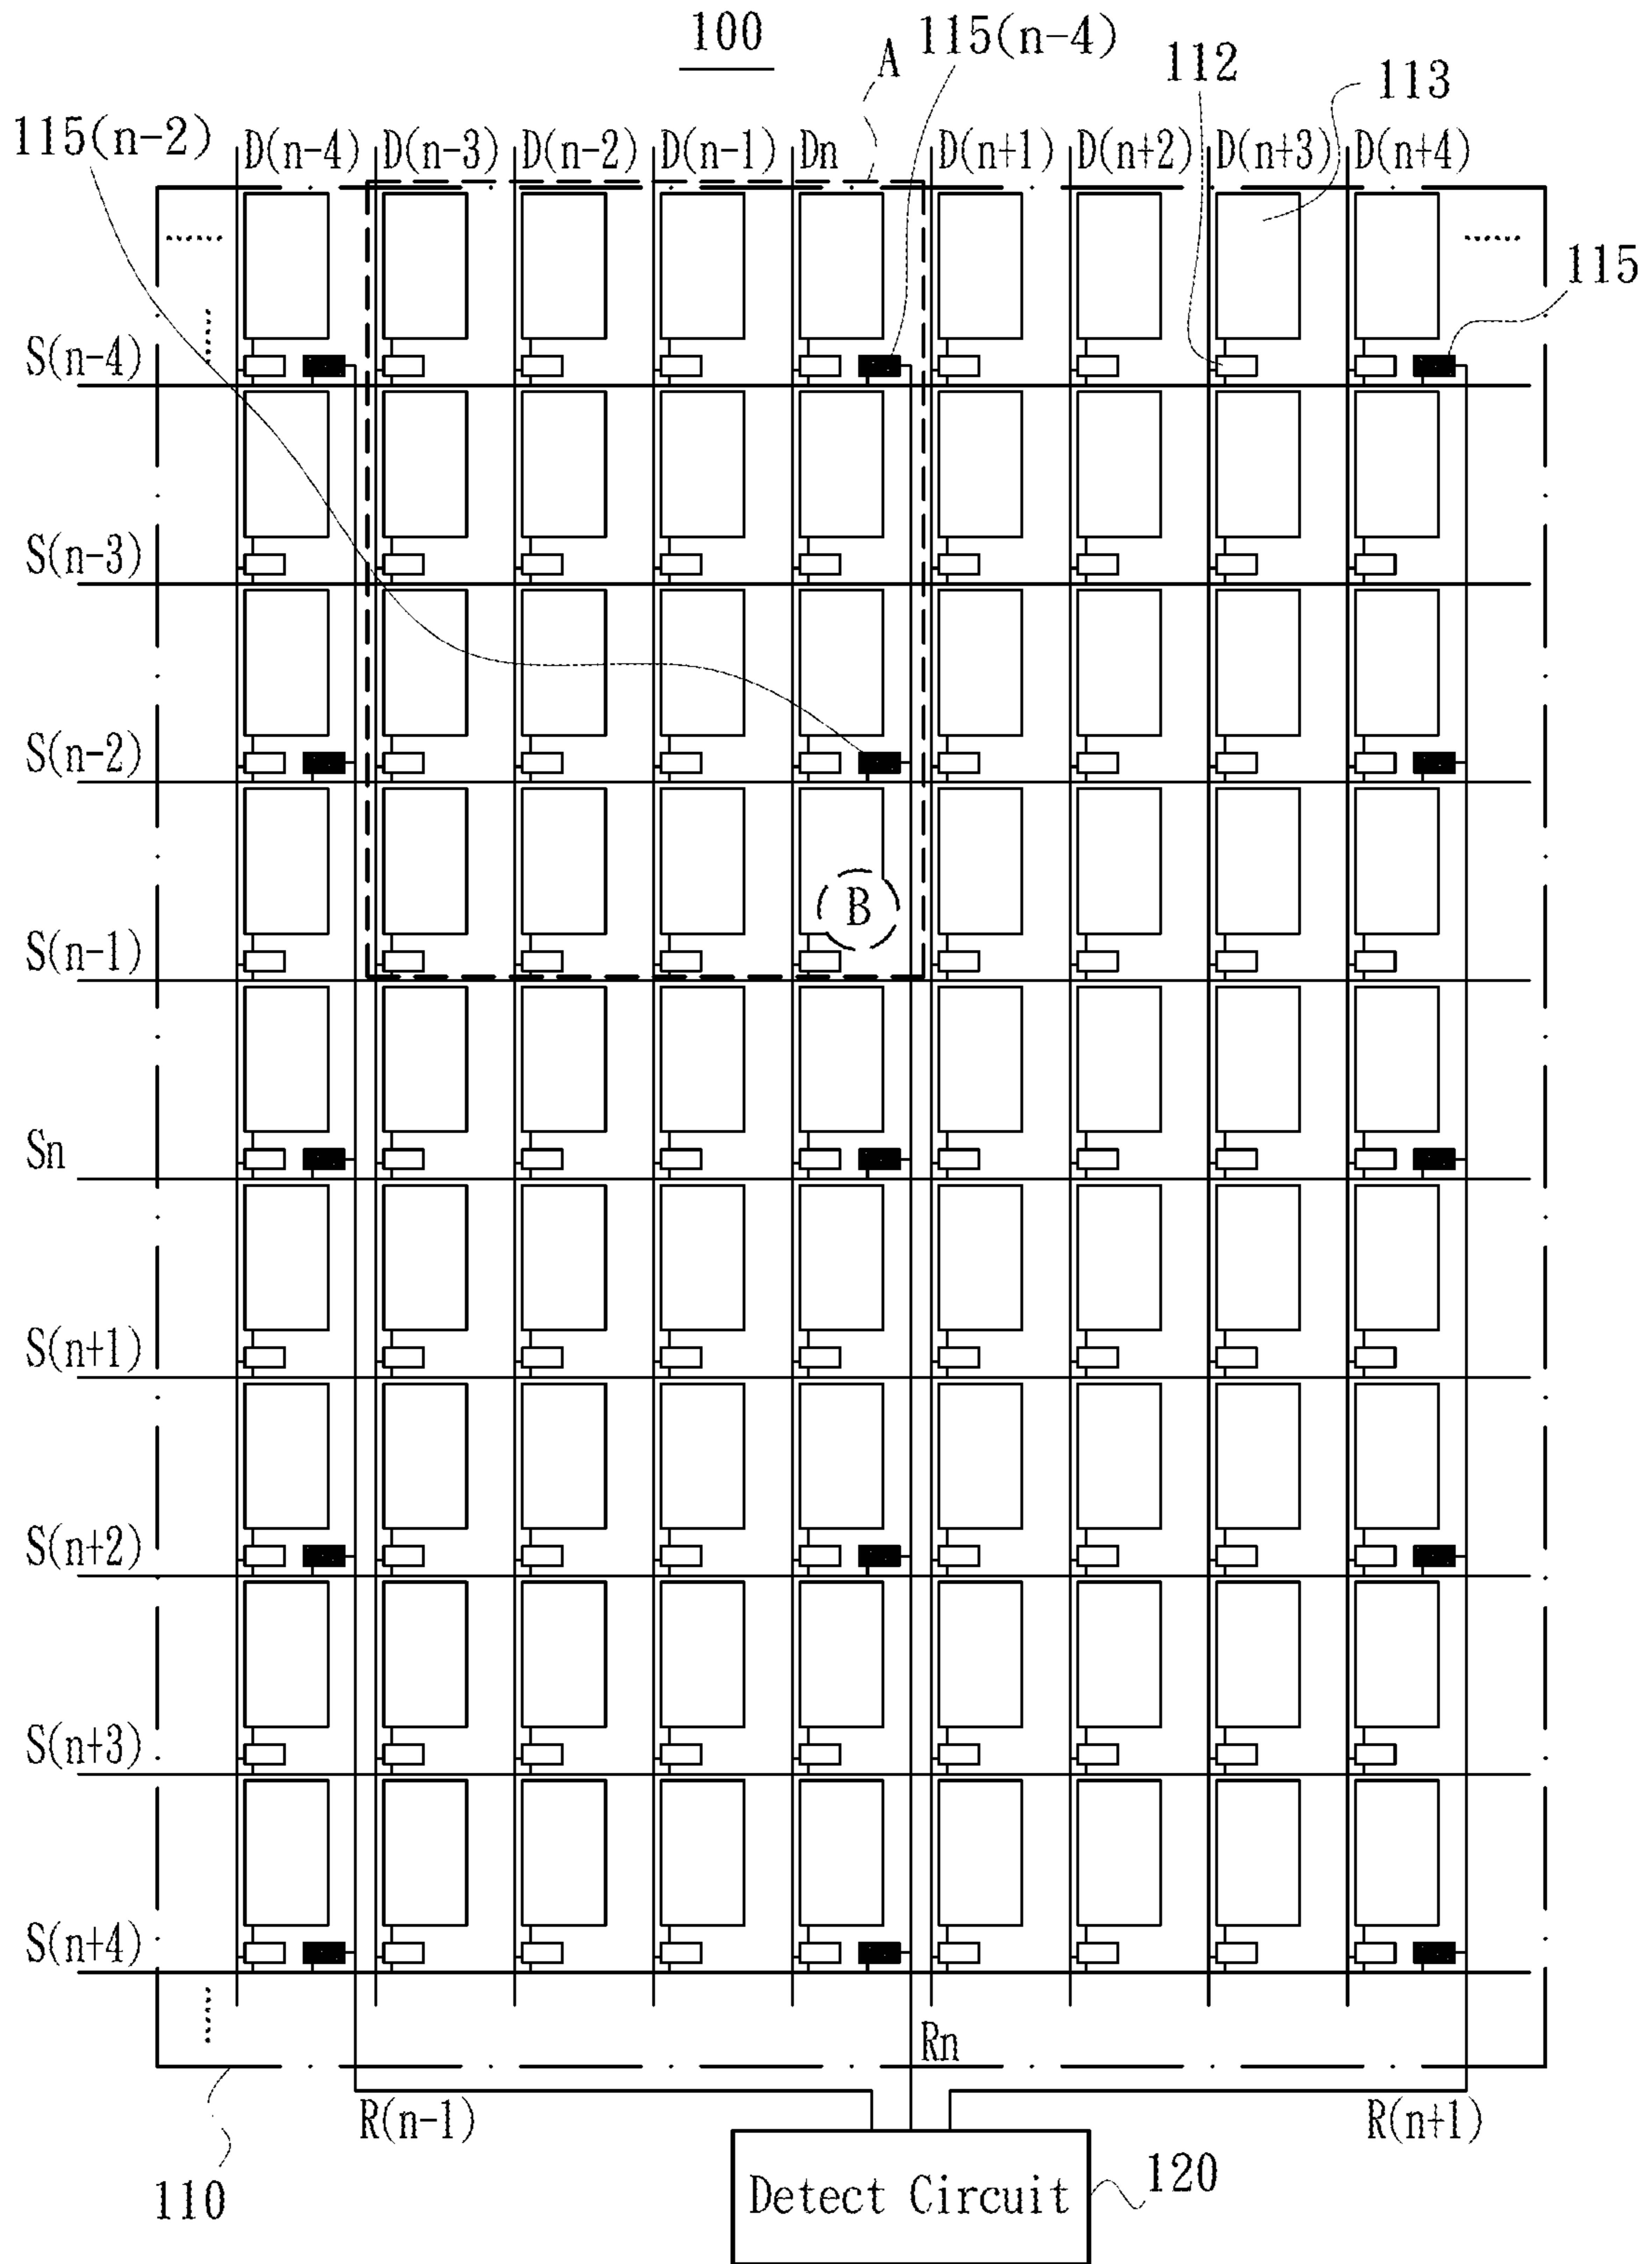 100
A
115(n-4)
112
113
115(n-2)
D(n-4)
D(n-3)
D(n-2)
D(n-1)
Dn
D(n+1)
D(n+2)
D(n+3)
D(n+4)
115
S(n-4)
S(n-3)
S(n-2)
B
S(n-1)
Sn
S(n+1)
S(n+2)
S(n+3)
S(n+4)
Rn
R(n-1)
R(n+1)
110
Detect Circuit
120